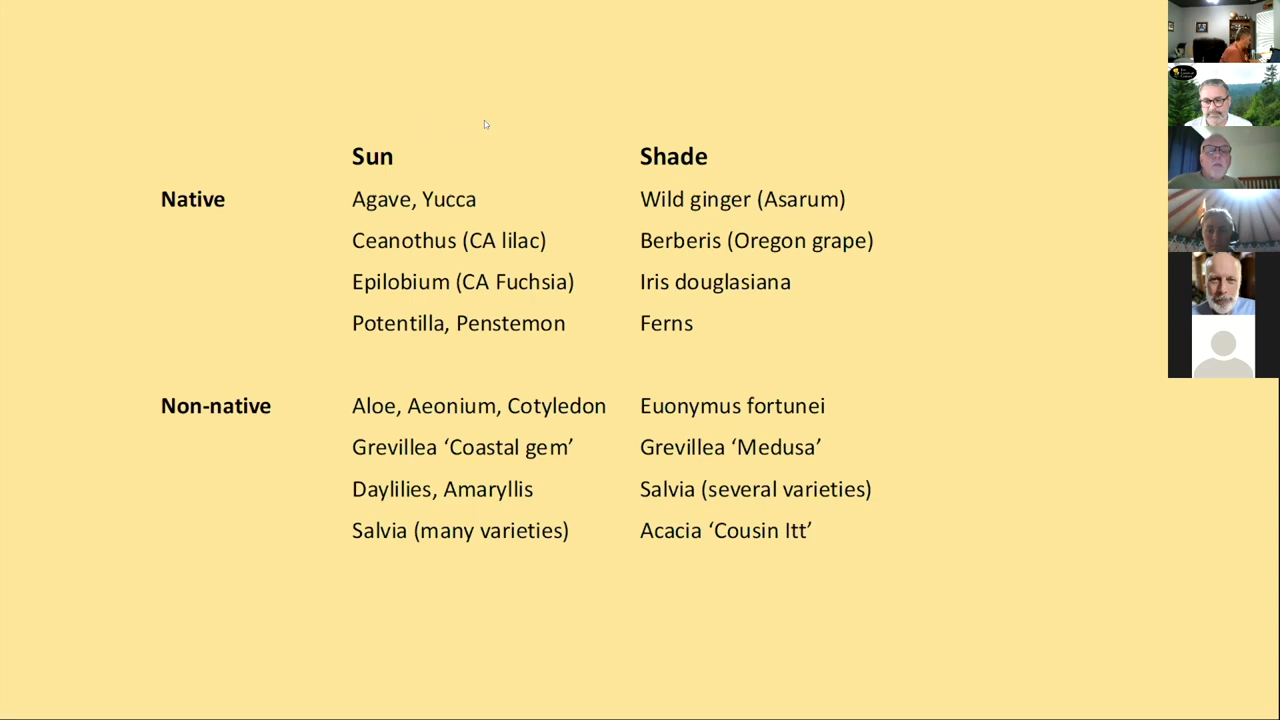 Sun Shade
Native Agave, Yucca Wild ginger (Asarum)
Ceanothus (CA lilac) Berberis (Oregon grape)
Epilobium (CA Fuchsia) Iris douglasiana
Potentilla, Penstemon Ferns
Non-native Aloe, Aeonium, Cotyledon Euonymus fortunei
Grevillea ‘Coastal gem’ Grevillea ‘Medusa’
Daylilies, Amaryllis Salvia (several varieties)
Salvia (many varieties) Acacia ‘Cousin Itt’